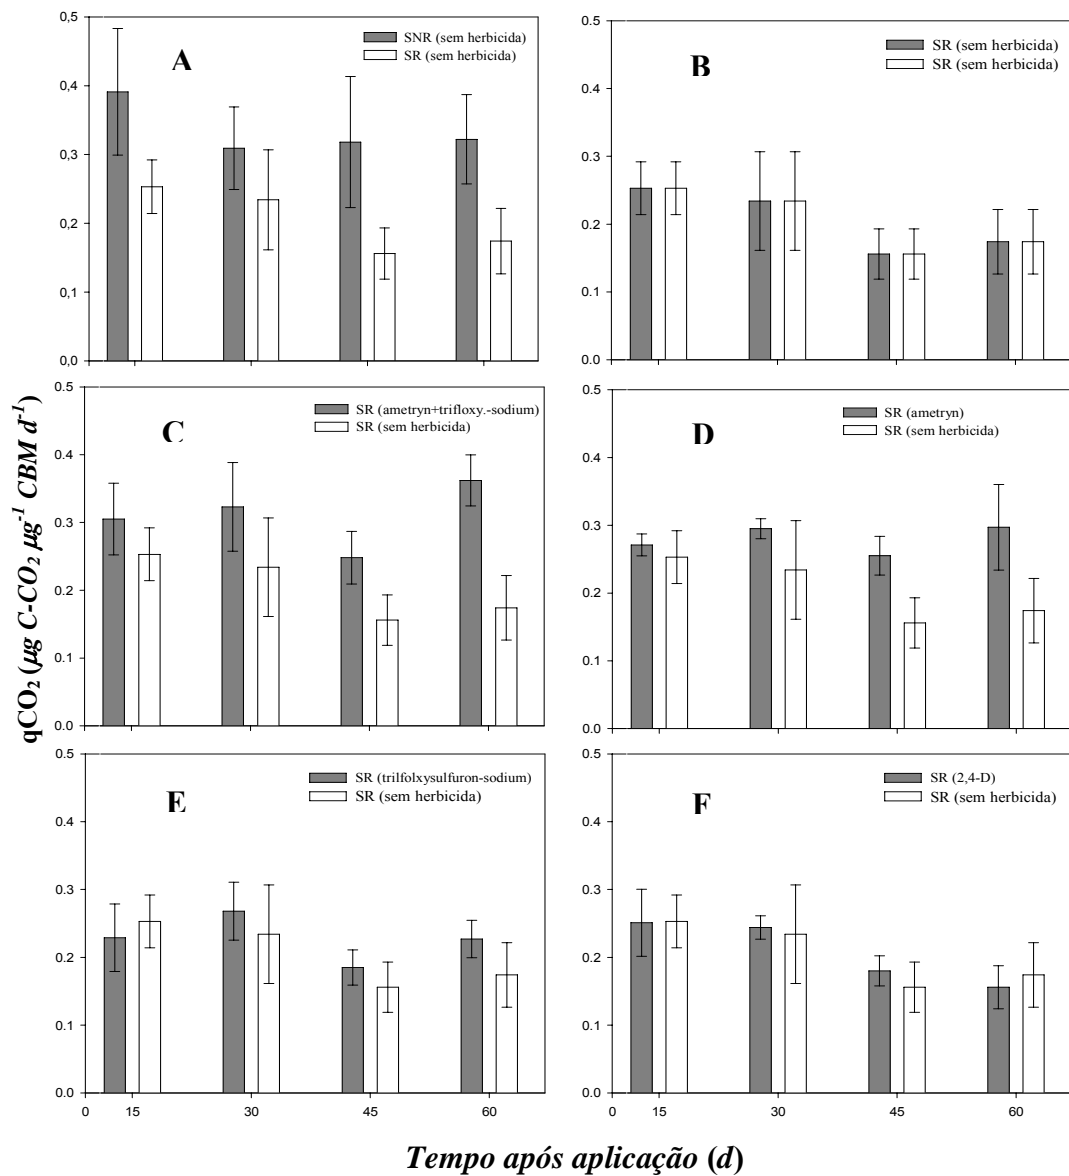 0,5
0,4
0,3
0,2
0,1
0,0
A
SNR (sem herbicida)
SR (sem herbicida)
0.5
0.4
0.3
0.2
0.1
0.0
B
SR (sem herbicida)
SR (sem herbicida)
qCO₂ (µg C-CO₂ µg⁻¹ CBM d⁻¹)
0.5
0.4
0.3
0.2
0.1
0.0
C
SR (ametryn+trifloxy.-sodium)
SR (sem herbicida)
0.5
0.4
0.3
0.2
0.1
0.0
D
SR (ametryn)
SR (sem herbicida)
0.5
0.4
0.3
0.2
0.1
0.0
E
SR (trilfolxysulfuron-sodium)
SR (sem herbicida)
0 15 30 45 60
0.5
0.4
0.3
0.2
0.1
0.0
F
SR (2,4-D)
SR (sem herbicida)
0 15 30 45 60
Tempo após aplicação (d)